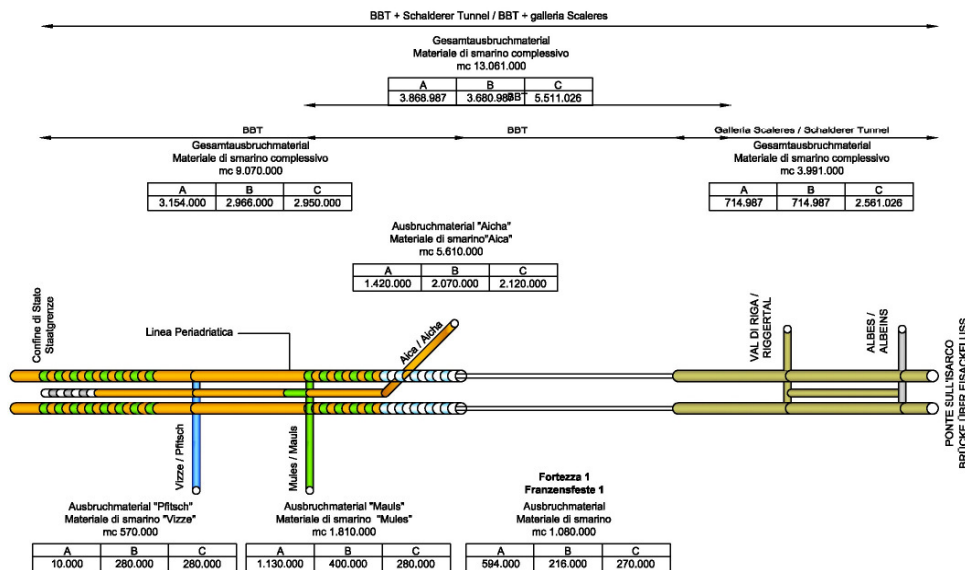 BBT + Schalderer Tunnel / BBT + galleria Scaleres
Gesamtausbruchmaterial
Materiale di smarino complessivo
mc 13.061.000
A B C
3.868.987 3.680.987 5.511.026
BBT
BBT BBT Galleria Scaleres / Schalderer Tunnel
Gesamtausbruchmaterial
Materiale di smarino complessivo
mc 9.070.000
A B C
3.154.000 2.966.000 2.950.000
Gesamtausbruchmaterial
Materiale di smarino complessivo
mc 3.991.000
A B C
714.987 714.987 2.561.026
Ausbruchmaterial "Aicha"
Materiale di smarino"Aica"
mc 5.610.000
A B C
1.420.000 2.070.000 2.120.000
Confine di Stato
Staatgrenze
Linea Periadriatica
Aica / Aicha
VAL DI RIGA /
RIGGERTAL
ALBES /
ALBEINS
PONTE SULL'ISARCO
BRÜCKE ÜBER EISACKFLUSS
Vizze / Pfitsch
Mules / Mauls
Ausbruchmaterial "Pfitsch"
Materiale di smarino "Vizze"
mc 570.000
A B C
10.000 280.000 280.000
Ausbruchmaterial "Mauls"
Materiale di smarino "Mules"
mc 1.810.000
A B C
1.130.000 400.000 280.000
Fortezza 1
Franzensfeste 1
Ausbruchmaterial
Materiale di smarino
mc 1.080.000
A B C
594.000 216.000 270.000